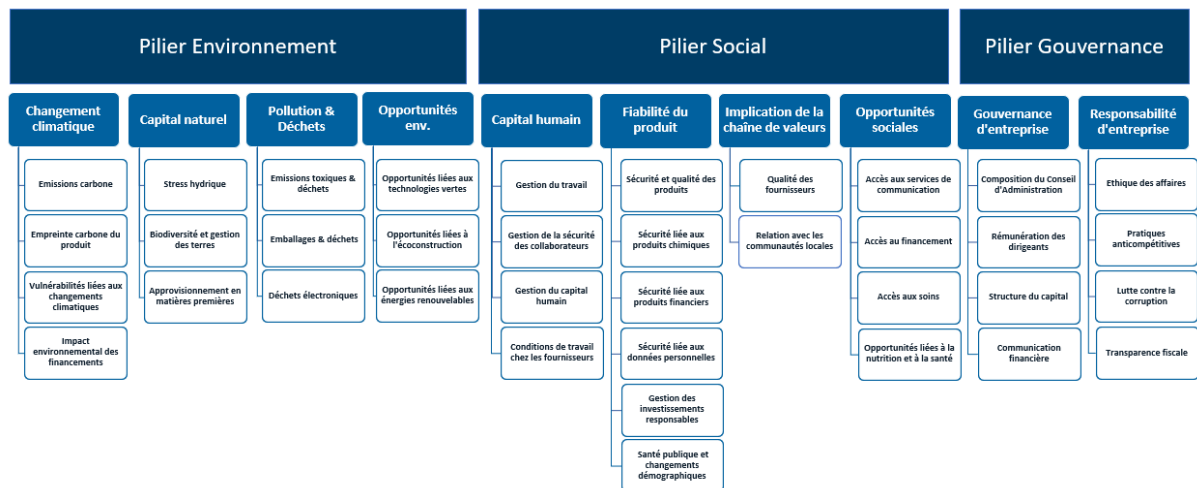 Pilier Environnement
Changement
climatique
Emissions carbone
Empreinte carbone du
produit
Vulnérabilités liées aux
changements
climatiques
Impact
environnemental des
financements
Capital naturel
Stress hydrique
Biodiversité et gestion
des terres
Approvisionnement en
matières premières
Pollution &
Déchets
Emissions toxiques &
déchets
Emballages & déchets
Déchets électroniques
Opportunités
env.
Opportunités liées aux
technologies vertes
Opportunités liées à
l'écoconstruction
Opportunités liées aux
énergies renouvelables
Pilier Social
Capital humain
Gestion du travail
Gestion de la sécurité
des collaborateurs
Gestion du capital
humain
Conditions de travail
chez les fournisseurs
Fiabilité du
produit
Sécurité et qualité des
produits
Sécurité liée aux
produits chimiques
Sécurité liée aux
produits financiers
Sécurité liée aux
données personnelles
Gestion des
investissements
responsables
Santé publique et
changements
démographiques
Implication de la
chaîne de valeurs
Qualité des
fournisseurs
Relation avec les
communautés locales
Opportunités
sociales
Accès aux services de
communication
Accès au financement
Accès aux soins
Opportunités liées à la
nutrition et à la santé
Pilier Gouvernance
Gouvernance
d'entreprise
Composition du Conseil
d'Administration
Rémunération des
dirigeants
Structure du capital
Communication
financière
Responsabilité
d'entreprise
Ethique des affaires
Pratiques
anticompétitives
Lutte contre la
corruption
Transparence fiscale